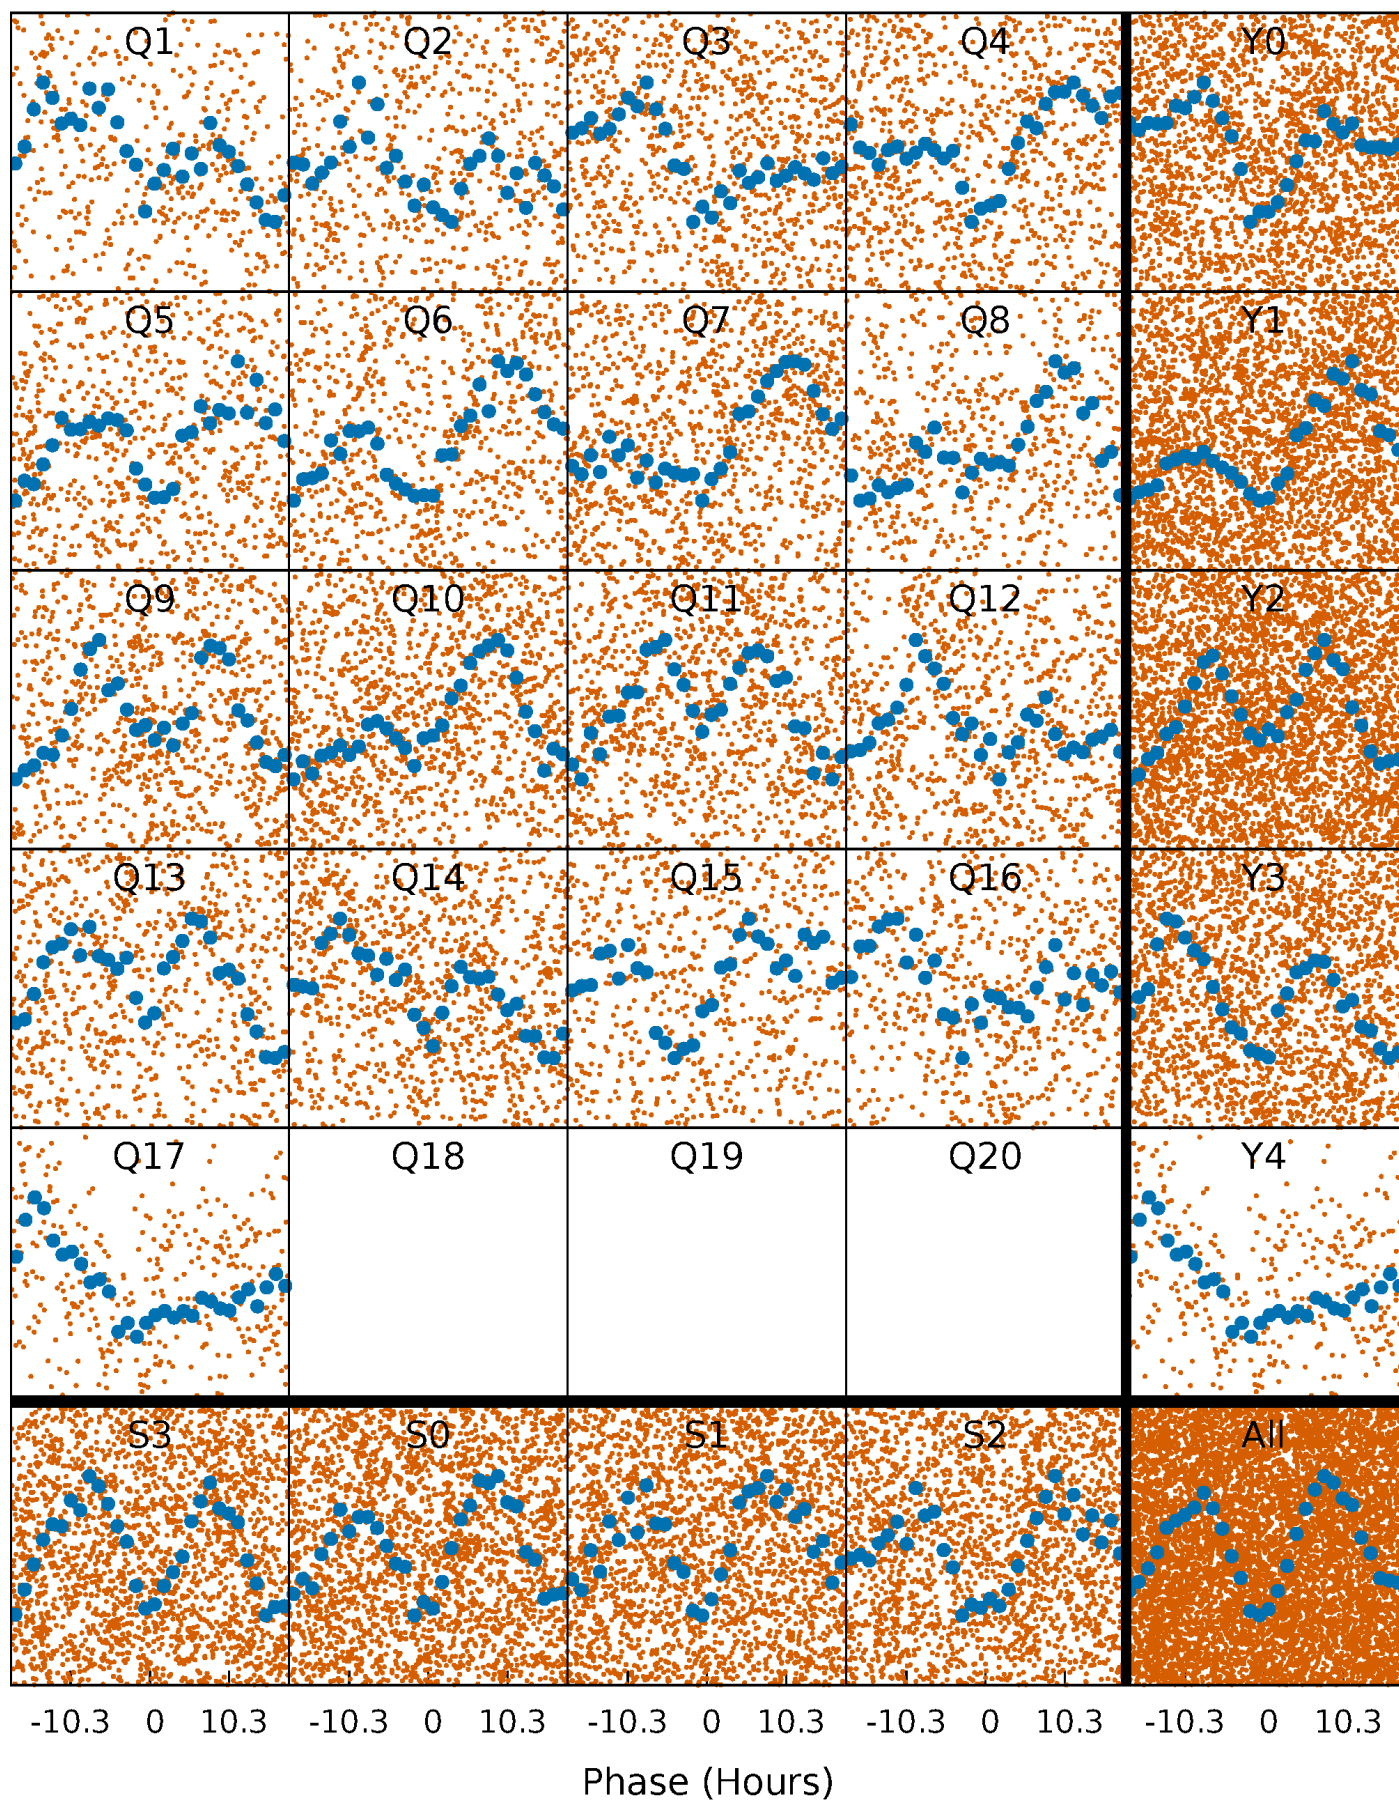 Q1 Q2 Q3 Q4 Y0
Q5 Q6 Q7 Q8 Y1
Q9 Q10 Q11 Q12 Y2
Q13 Q14 Q15 Q16 Y3
Q17 Q18 Q19 Q20 Y4
S3 S0 S1 S2 All
-10.3 0 10.3 -10.3 0 10.3 -10.3 0 10.3 -10.3 0 10.3 -10.3 0 10.3
Phase (Hours)